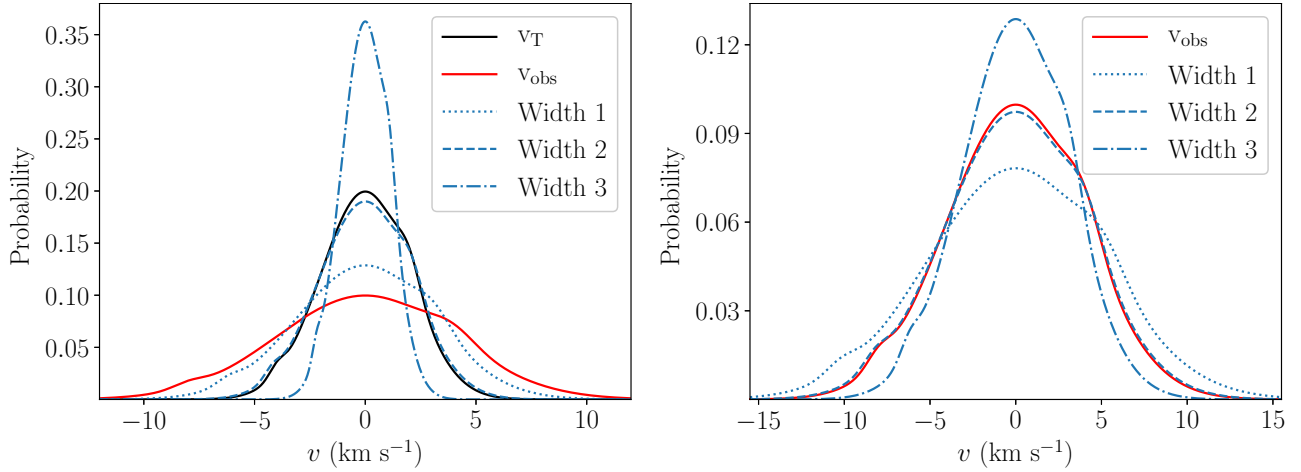 0.35
0.30
0.25
0.20
0.15
0.10
0.05
Probability
v_T
v_obs
Width 1
Width 2
Width 3
−10 −5 0 5 10
v (km s⁻¹)
0.12
0.09
0.06
0.03
Probability
v_obs
Width 1
Width 2
Width 3
−15 −10 −5 0 5 10 15
v (km s⁻¹)